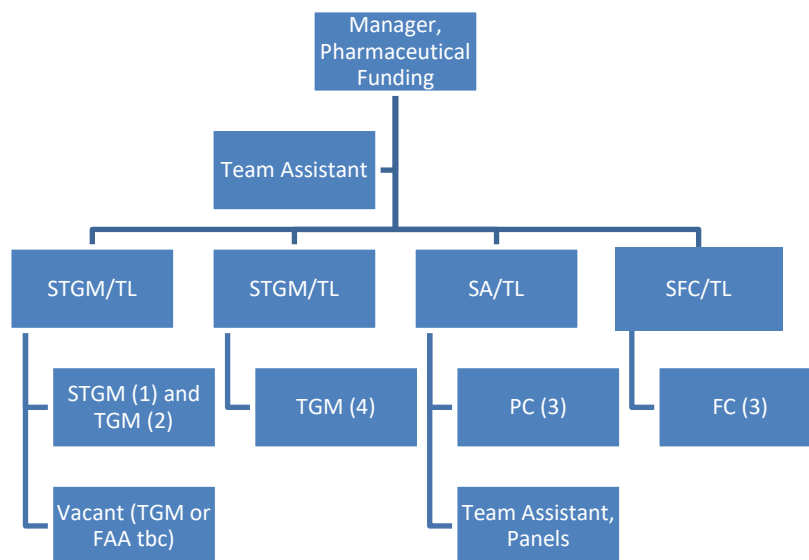 Manager,
Pharmaceutical
Funding
Team Assistant
STGM/TL
STGM/TL
SA/TL
SFC/TL
STGM (1) and
TGM (2)
TGM (4)
PC (3)
FC (3)
Vacant (TGM or
FAA tbc)
Team Assistant,
Panels